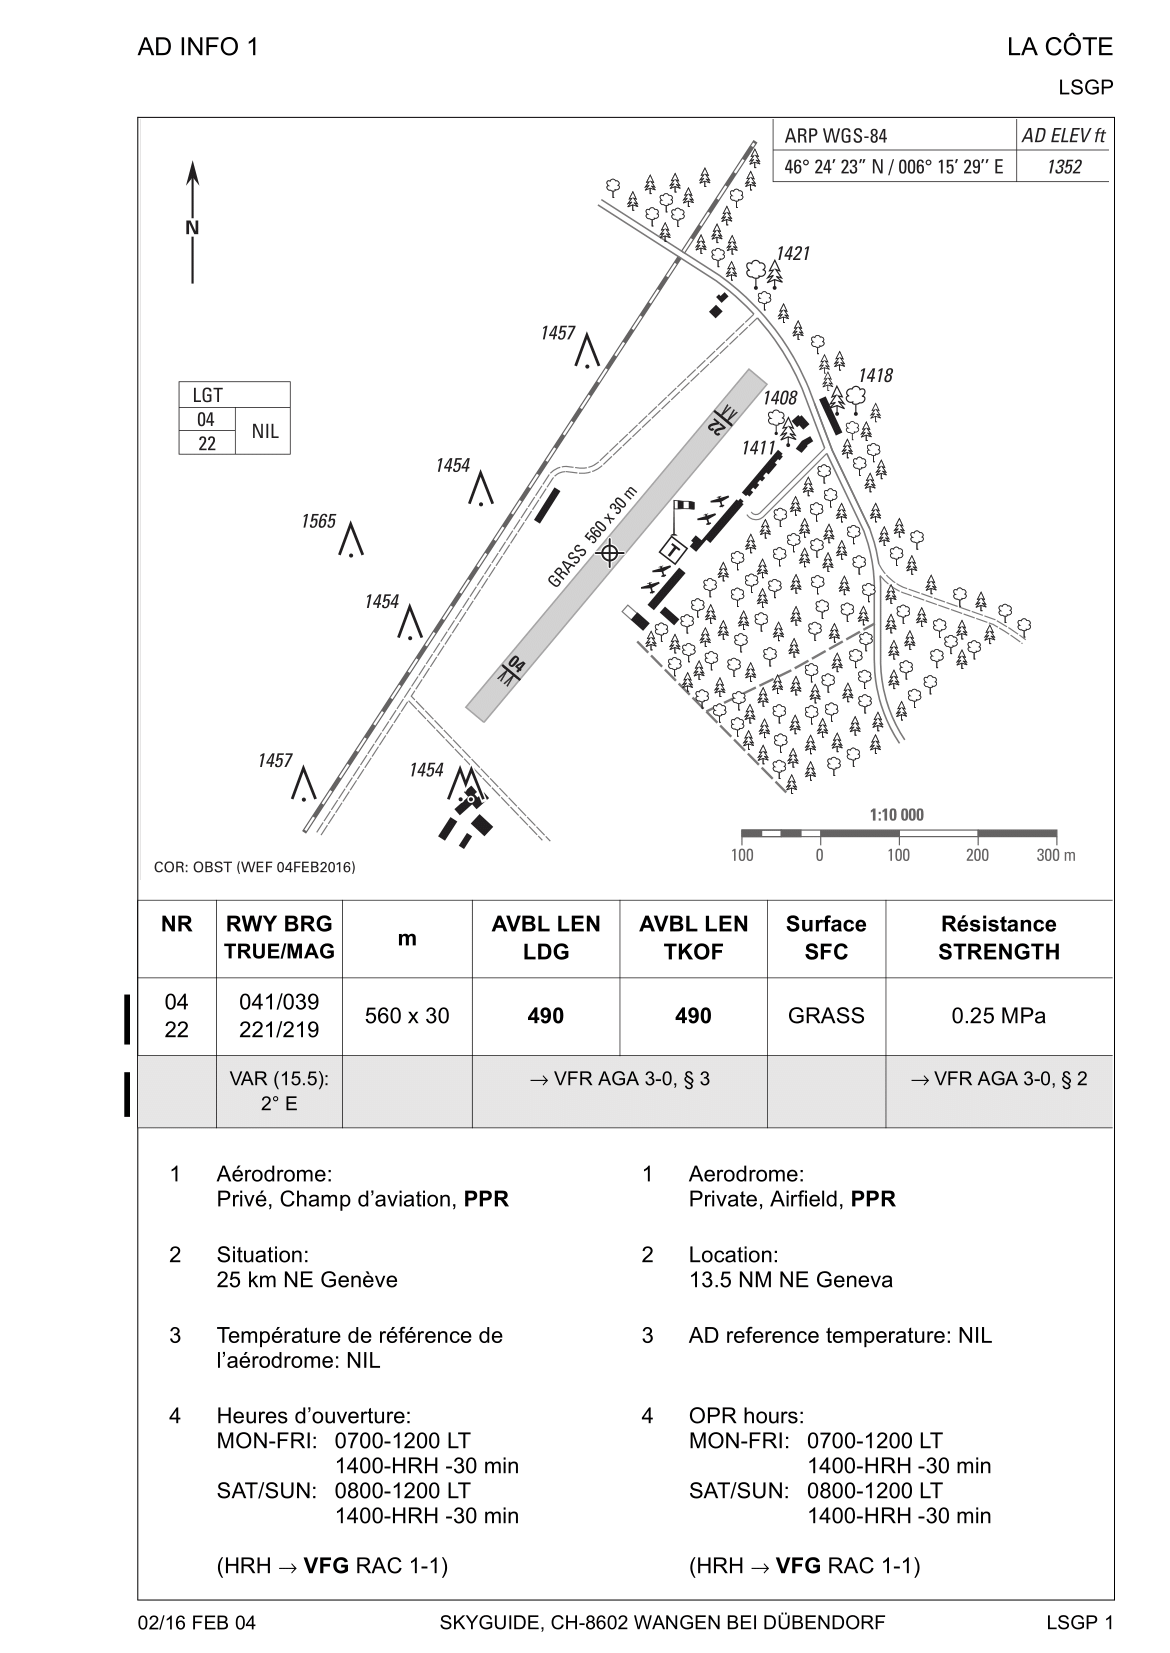 AD INFO 1
LA CÔTE
LSGP
ARP WGS-84
AD ELEV ft
46° 24’ 23’’ N / 006° 15’ 29’’ E
1352
N
1421
1457
1418
LGT
04
22
NIL
1408
22
1411
1454
GRASS 560 x 30 m
1565
T
1454
04
1457
1454
1:10 000
100 0 100 200 300 m
COR: OBST (WEF 04FEB2016)
NR
RWY BRG
TRUE/MAG
m
AVBL LEN
LDG
AVBL LEN
TKOF
Surface
SFC
Résistance
STRENGTH
04
22
041/039
221/219
560 x 30
490
490
GRASS
0.25 MPa
VAR (15.5):
2° E
→ VFR AGA 3-0, § 3
→ VFR AGA 3-0, § 2
1 Aérodrome:
Privé, Champ d’aviation, PPR
2 Situation:
25 km NE Genève
3 Température de référence de
l’aérodrome: NIL
4 Heures d’ouverture:
MON-FRI: 0700-1200 LT
1400-HRH -30 min
SAT/SUN: 0800-1200 LT
1400-HRH -30 min
(HRH → VFG RAC 1-1)
1 Aerodrome:
Private, Airfield, PPR
2 Location:
13.5 NM NE Geneva
3 AD reference temperature: NIL
4 OPR hours:
MON-FRI: 0700-1200 LT
1400-HRH -30 min
SAT/SUN: 0800-1200 LT
1400-HRH -30 min
(HRH → VFG RAC 1-1)
02/16 FEB 04
SKYGUIDE, CH-8602 WANGEN BEI DÜBENDORF
LSGP 1